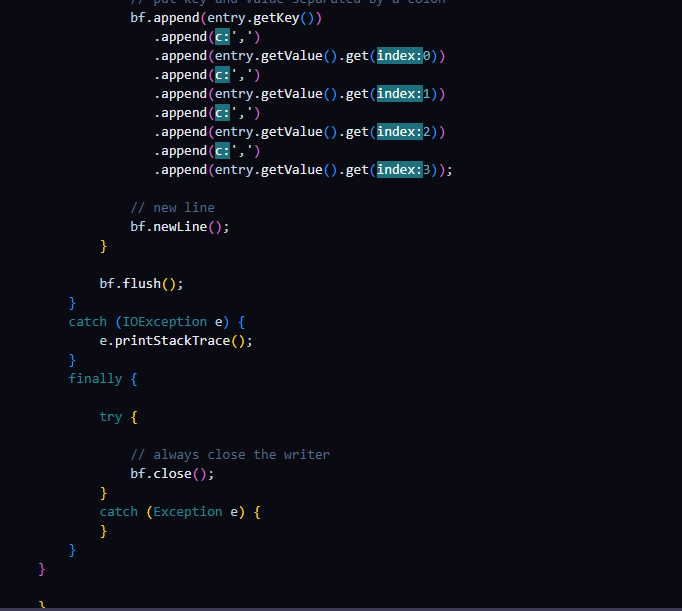 // put key and value separated by a colon
bf.append(entry.getKey())
.append(c:',')
.append(entry.getValue().get(index:0))
.append(c:',')
.append(entry.getValue().get(index:1))
.append(c:',')
.append(entry.getValue().get(index:2))
.append(c:',')
.append(entry.getValue().get(index:3));
// new line
bf.newLine();
}
bf.flush();
}
catch (IOException e) {
e.printStackTrace();
}
finally {
try {
// always close the writer
bf.close();
}
catch (Exception e) {
}
}
}
}